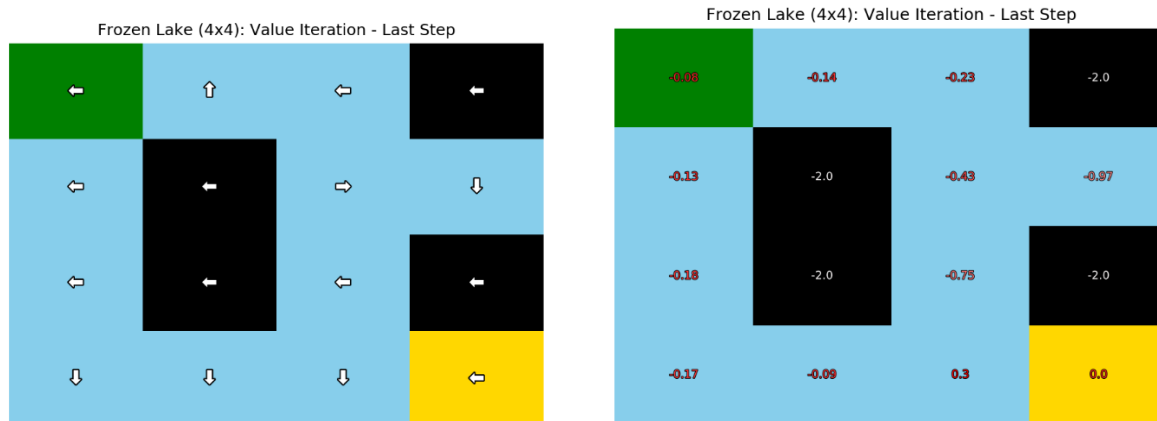 Frozen Lake (4x4): Value Iteration - Last Step
Frozen Lake (4x4): Value Iteration - Last Step
-0.08 -0.14 -0.23 -2.0
-0.13 -2.0 -0.43 -0.97
-0.18 -2.0 -0.75 -2.0
-0.17 -0.09 0.3 0.0